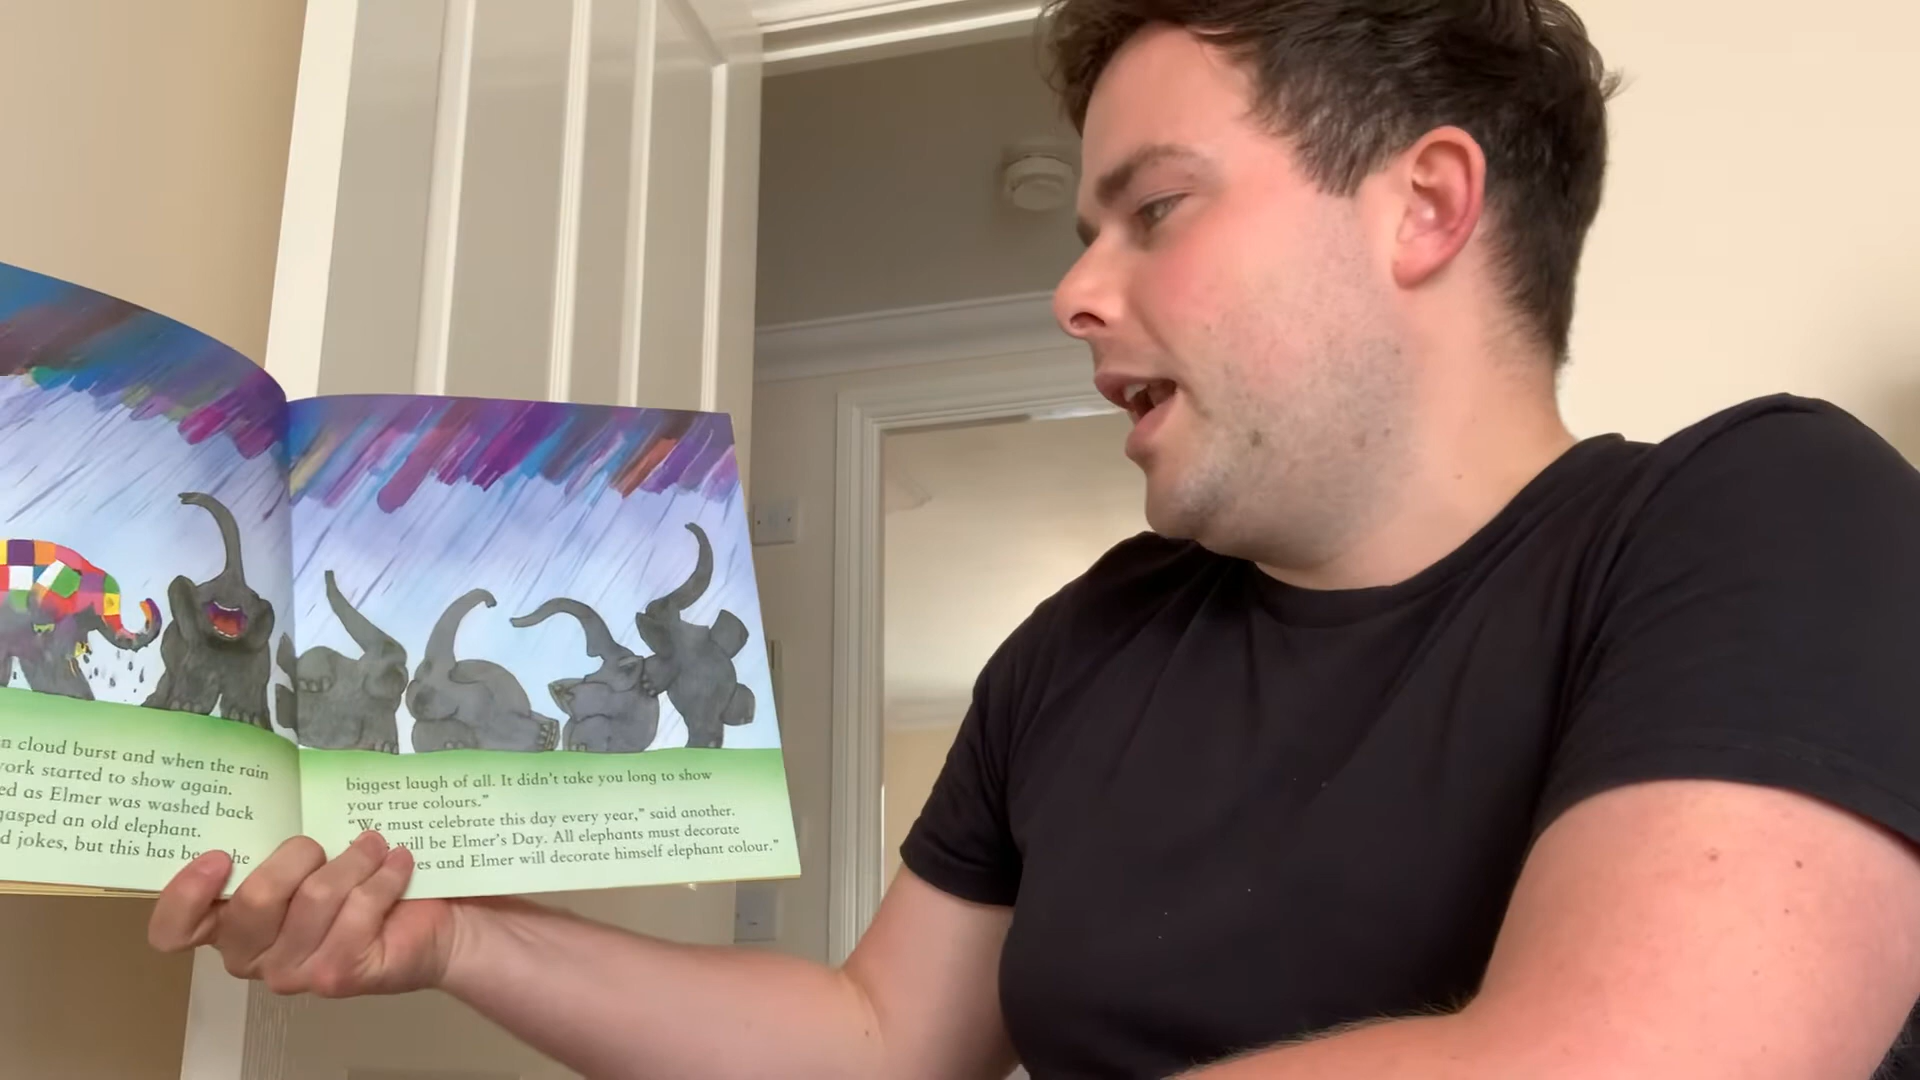 n cloud burst and when the rain
ork started to show again.
ed as Elmer was washed back
gasped an old elephant.
d jokes, but this has he
biggest laugh of all. It didn't take you long to show
your true colours."
"We must celebrate this day every year," said another.
will be Elmer's Day. All elephants must decorate
ves and Elmer will decorate himself elephant colour."